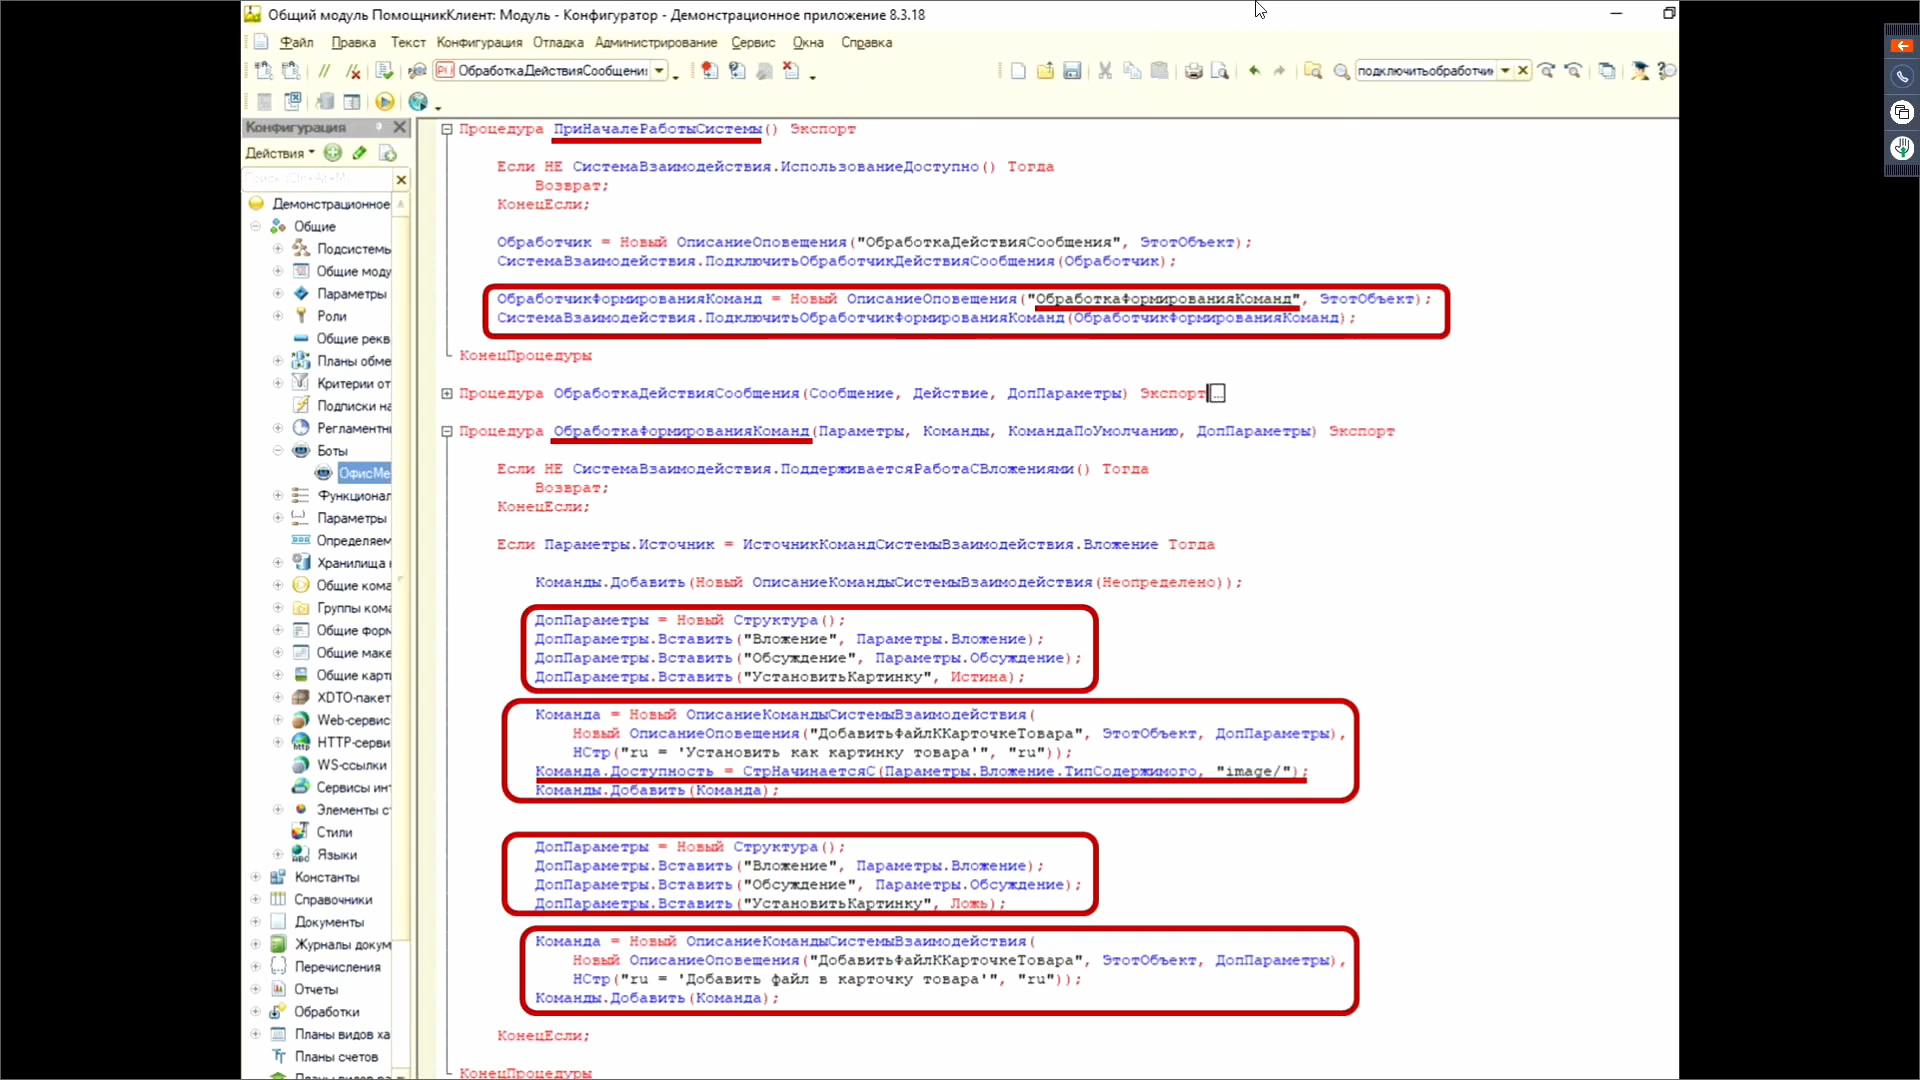 Общий модуль ПомощникКлиент: Модуль - Конфигуратор - Демонстрационное приложение 8.3.18
Файл Правка Текст Конфигурация Отладка Администрирование Сервис Окна Справка
ОбработкаДействияСообщени
подключитьобработчи
Конфигурация
Действия
Поиск (Ctrl+Alt+M)
Демонстрационное
Общие
Подсистемы
Общие моду
Параметры
Роли
Общие рекв
Планы обме
Критерии от
Подписки на
Регламентн
Боты
ОфисМе
Функционал
Параметры
Определяем
Хранилища н
Общие кома
Группы кома
Общие форм
Общие маке
Общие карти
XDTO-пакет
Web-сервис
HTTP-серви
WS-ссылки
Сервисы инт
Элементы ст
Стили
Языки
Константы
Справочники
Документы
Журналы докум
Перечисления
Отчеты
Обработки
Планы видов ха
Планы счетов
Процедура ПриНачалеРаботыСистемы() Экспорт
Если НЕ СистемаВзаимодействия.ИспользованиеДоступно() Тогда
Возврат;
КонецЕсли;
Обработчик = Новый ОписаниеОповещения("ОбработкаДействияСообщения", ЭтотОбъект);
СистемаВзаимодействия.ПодключитьОбработчикДействияСообщения(Обработчик);
ОбработчикФормированияКоманд = Новый ОписаниеОповещения("ОбработкаФормированияКоманд", ЭтотОбъект);
СистемаВзаимодействия.ПодключитьОбработчикФормированияКоманд(ОбработчикФормированияКоманд);
КонецПроцедуры
Процедура ОбработкаДействияСообщения(Сообщение, Действие, ДопПараметры) Экспорт...
Процедура ОбработкаФормированияКоманд(Параметры, Команды, КомандаПоУмолчанию, ДопПараметры) Экспорт
Если НЕ СистемаВзаимодействия.ПоддерживаетсяРаботаСВложениями() Тогда
Возврат;
КонецЕсли;
Если Параметры.Источник = ИсточникКомандСистемыВзаимодействия.Вложение Тогда
Команды.Добавить(Новый ОписаниеКомандыСистемыВзаимодействия(Неопределено));
ДопПараметры = Новый Структура();
ДопПараметры.Вставить("Вложение", Параметры.Вложение);
ДопПараметры.Вставить("Обсуждение", Параметры.Обсуждение);
ДопПараметры.Вставить("УстановитьКартинку", Истина);
Команда = Новый ОписаниеКомандыСистемыВзаимодействия(
Новый ОписаниеОповещения("ДобавитьФайлККарточкеТовара", ЭтотОбъект, ДопПараметры),
НСтр("ru = 'Установить как картинку товара'", "ru"));
Команда.Доступность = СтрНачинаетсяС(Параметры.Вложение.ТипСодержимого, "image/");
Команды.Добавить(Команда);
ДопПараметры = Новый Структура();
ДопПараметры.Вставить("Вложение", Параметры.Вложение);
ДопПараметры.Вставить("Обсуждение", Параметры.Обсуждение);
ДопПараметры.Вставить("УстановитьКартинку", Ложь);
Команда = Новый ОписаниеКомандыСистемыВзаимодействия(
Новый ОписаниеОповещения("ДобавитьФайлККарточкеТовара", ЭтотОбъект, ДопПараметры),
НСтр("ru = 'Добавить файл в карточку товара'", "ru"));
Команды.Добавить(Команда);
КонецЕсли;
КонецПроцедуры